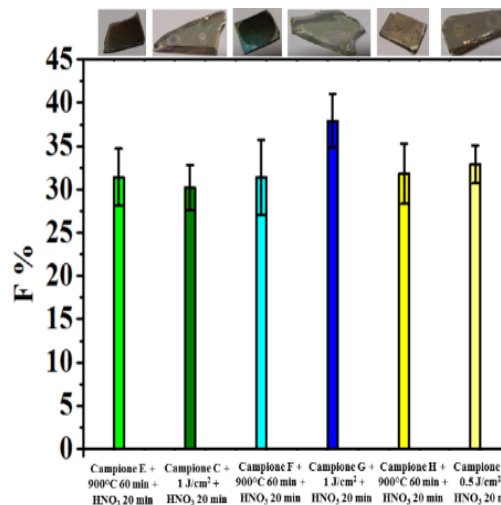 45
40
35
30
25
20
15
10
5
0
F %
Campione E +
900°C 60 min +
HNO₃ 20 min
Campione C +
1 J/cm² +
HNO₃ 20 min
Campione F +
900°C 60 min +
HNO₃ 20 min
Campione G +
1 J/cm² +
HNO₃ 20 min
Campione H +
900°C 60 min +
HNO₃ 20 min
Campione
0.5 J/cm²
HNO₃ 20 m